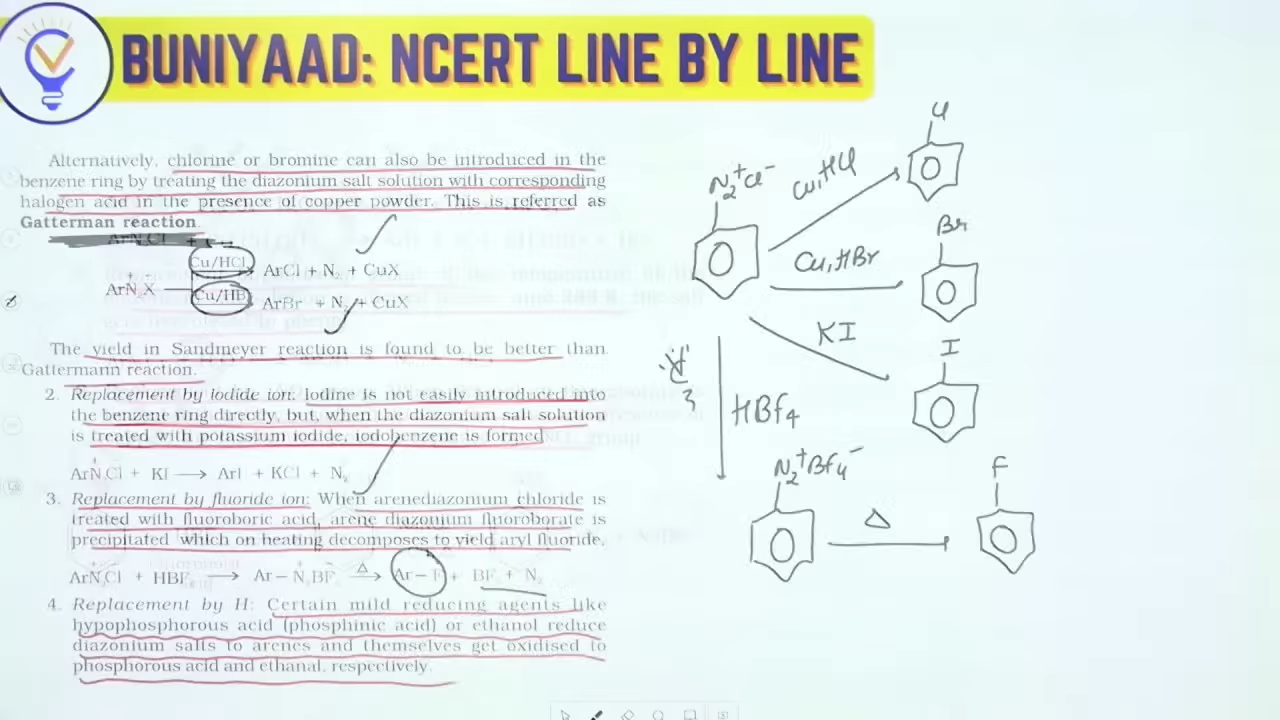 BUNIYAAD: NCERT LINE BY LINE
Alternatively, chlorine or bromine can also be introduced in the
benzene ring by treating the diazonium salt solution with corresponding
halogen acid in the presence of copper powder. This is referred as
Gatterman reaction.
Cu/HCl
ArCl + N₂ + CuX
ArN₂X
Cu/HB
ArBr + N₂ + CuX
The yield in Sandmeyer reaction is found to be better than
Gattermann reaction.
2. Replacement by iodide ion: Iodine is not easily introduced into
the benzene ring directly, but, when the diazonium salt solution
is treated with potassium iodide, iodobenzene is formed
ArN₂Cl + KI ⟶ ArI + KCl + N₂
3. Replacement by fluoride ion: When arenediazonium chloride is
treated with fluoroboric acid, arene diazonium fluoroborate is
precipitated which on heating decomposes to yield aryl fluoride.
ArN₂Cl + HBF₄ ⟶ Ar – N₂BF₄ Δ⟶ Ar – F + BF₃ + N₂
4. Replacement by H: Certain mild reducing agents like
hypophosphorous acid (phosphinic acid) or ethanol reduce
diazonium salts to arenes and themselves get oxidised to
phosphorous acid and ethanal, respectively.
Cl
N₂⁺Cl⁻
Cu, HCl
Br
Cu, HBr
KI
I
HBF4
N₂⁺BF4⁻
F
Δ